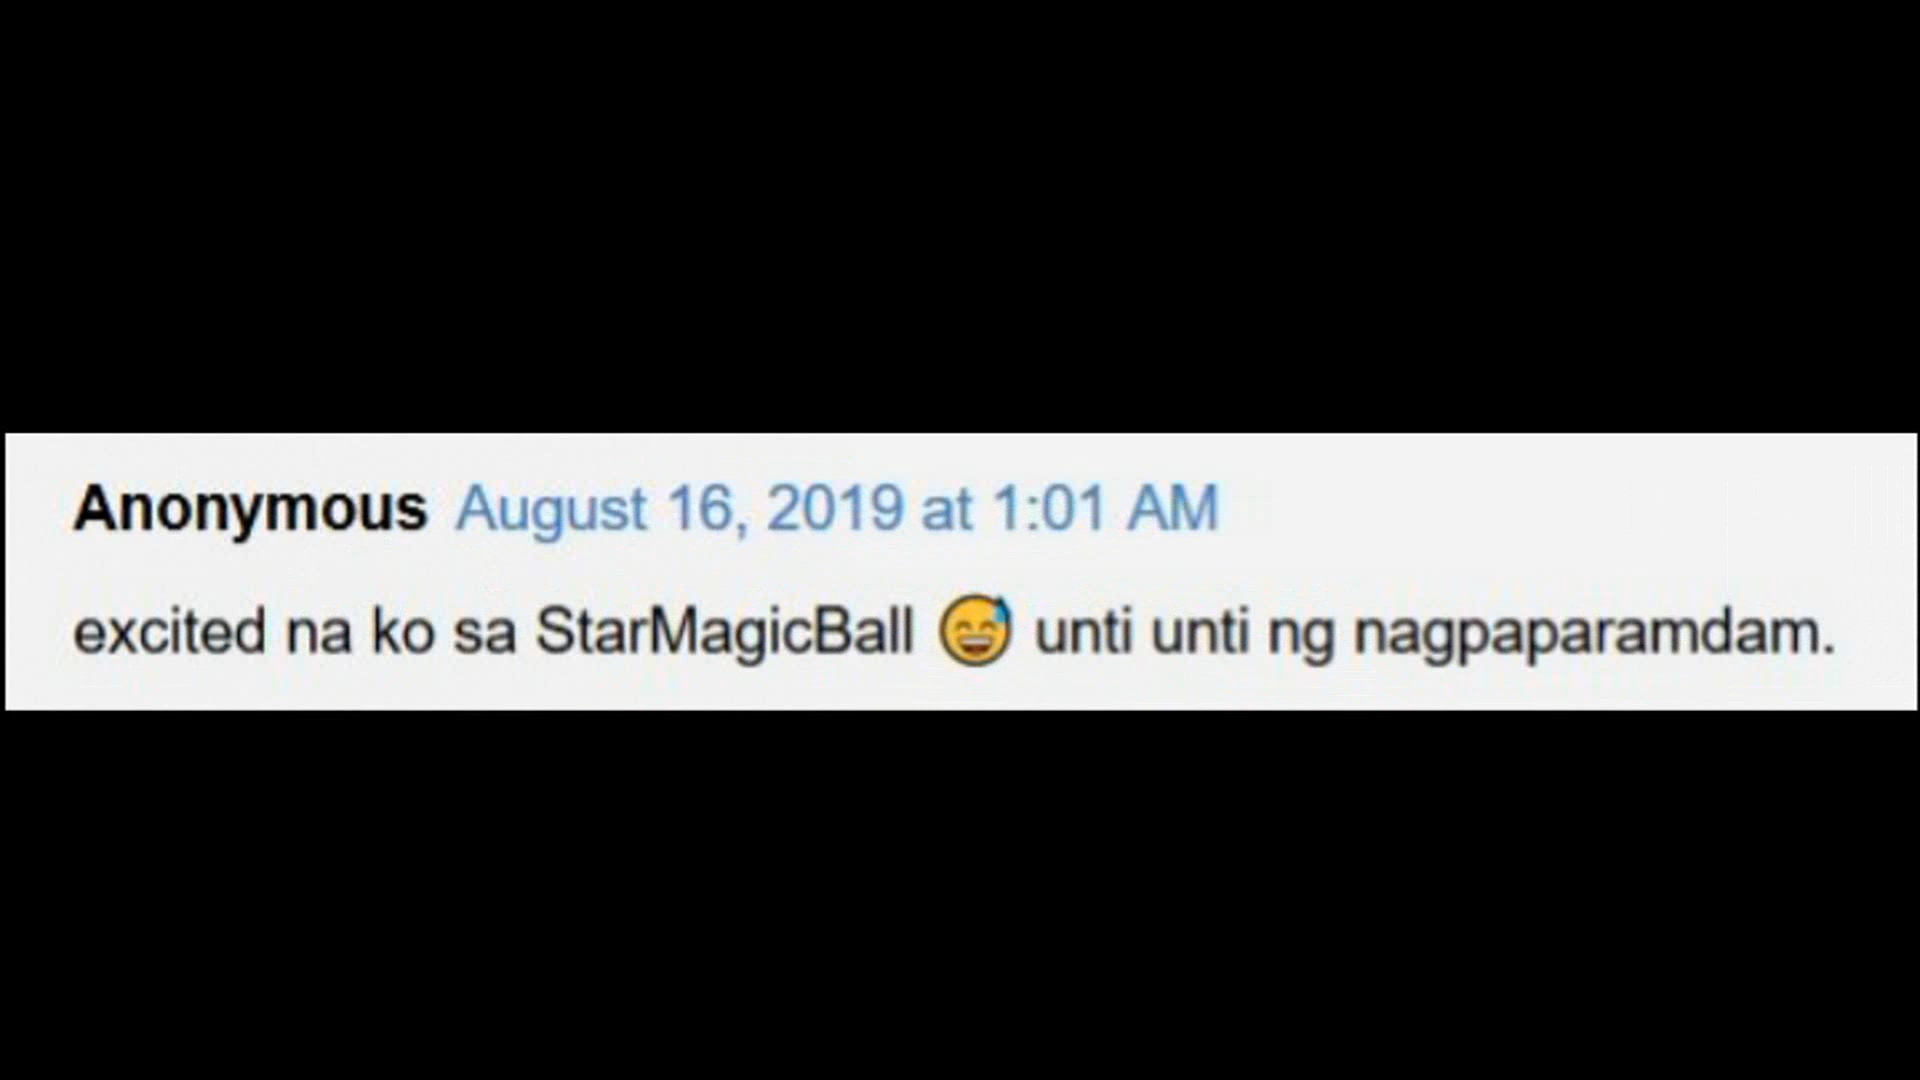 Anonymous August 16, 2019 at 1:01 AM
excited na ko sa StarMagicBall 😅 unti unti ng nagpaparamdam.